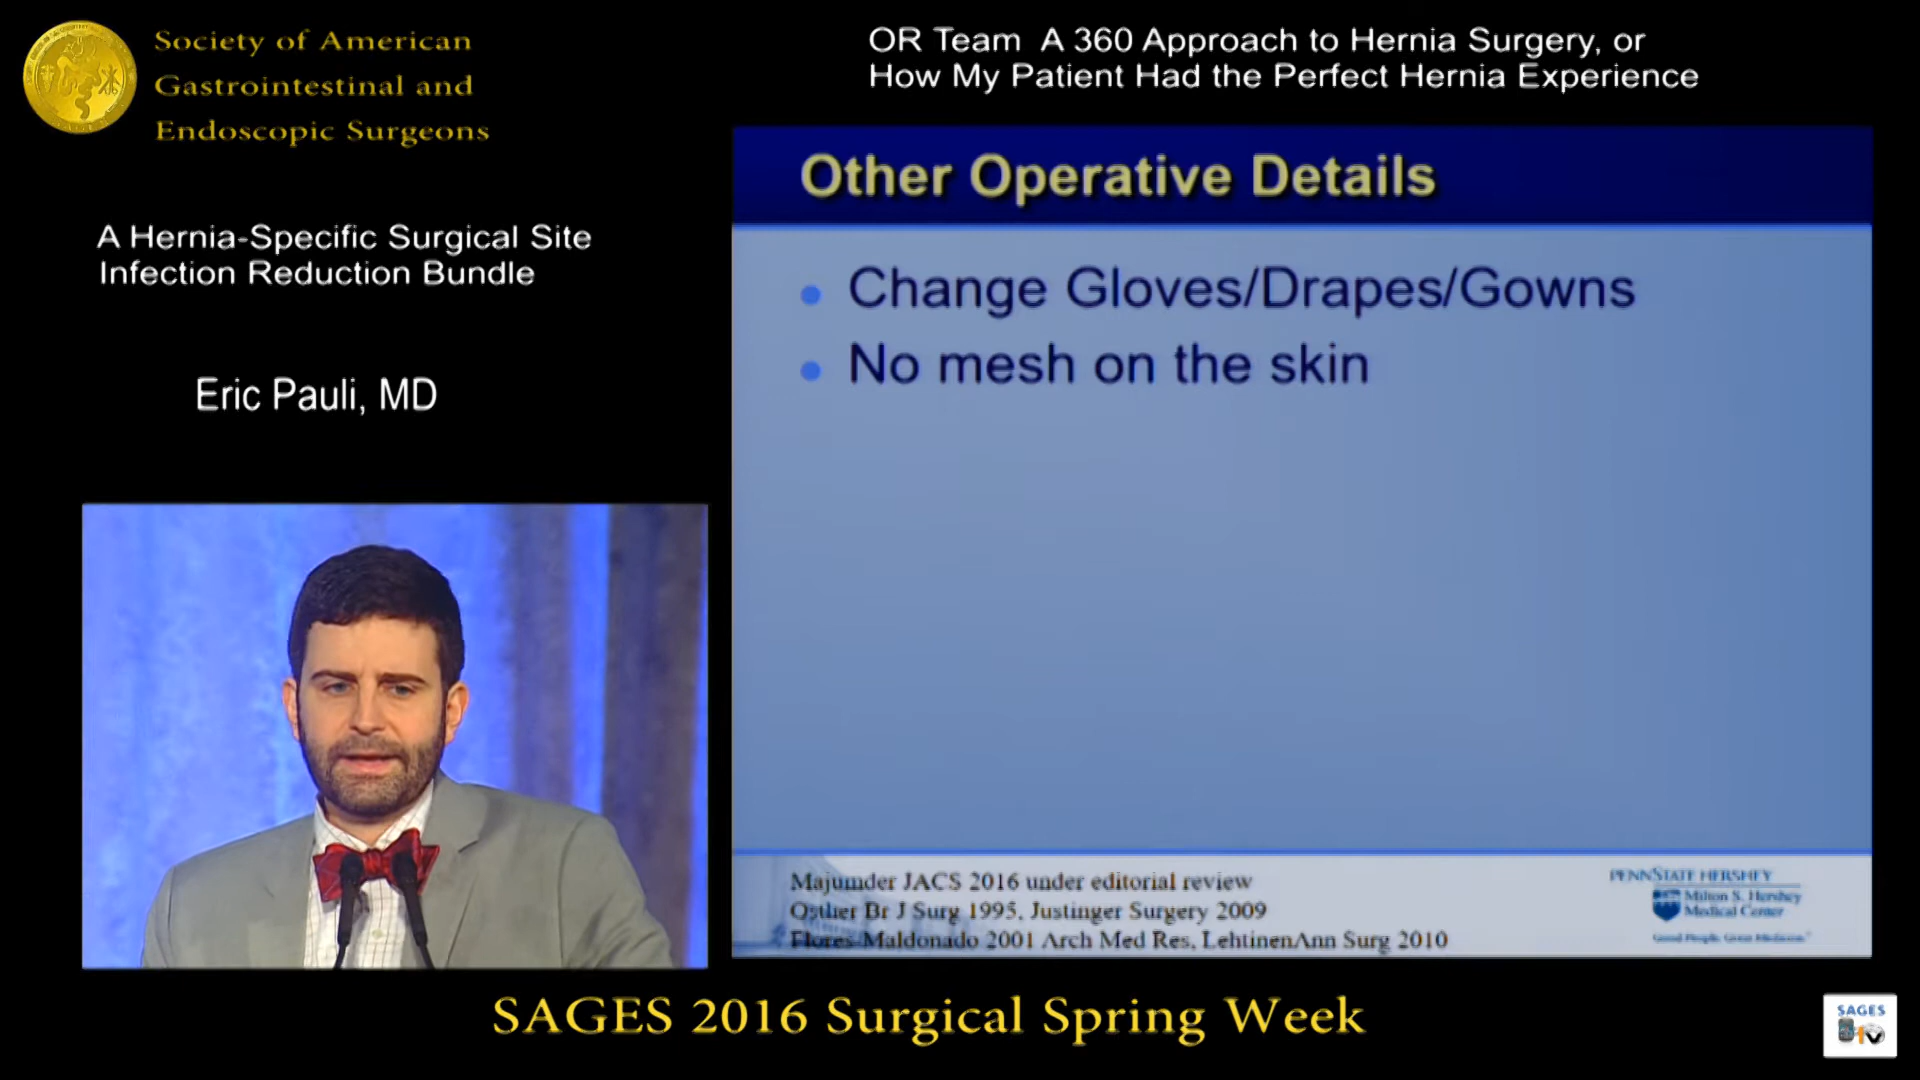 Society of American
Gastrointestinal and
Endoscopic Surgeons
OR Team A 360 Approach to Hernia Surgery, or
How My Patient Had the Perfect Hernia Experience
A Hernia-Specific Surgical Site
Infection Reduction Bundle
Eric Pauli, MD
Other Operative Details
Change Gloves/Drapes/Gowns
No mesh on the skin
Majumder JACS 2016 under editorial review
Osther Br J Surg 1995, Justinger Surgery 2009
Flores-Maldonado 2001 Arch Med Res, LehtinenAnn Surg 2010
PENNSTATE HERSHEY
Milton S. Hershey
Medical Center
SAGES 2016 Surgical Spring Week
SAGES